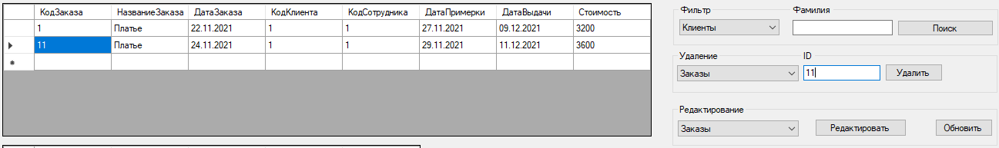 КодЗаказа НазваниеЗаказа ДатаЗаказа КодКлиента КодСотрудника ДатаПримерки ДатаВыдачи Стоимость
1 Платье 22.11.2021 1 1 27.11.2021 09.12.2021 3200
11 Платье 24.11.2021 1 1 29.11.2021 11.12.2021 3600
Фильтр Фамилия
Клиенты Поиск
Удаление ID
Заказы 11 Удалить
Редактирование
Заказы Редактировать Обновить